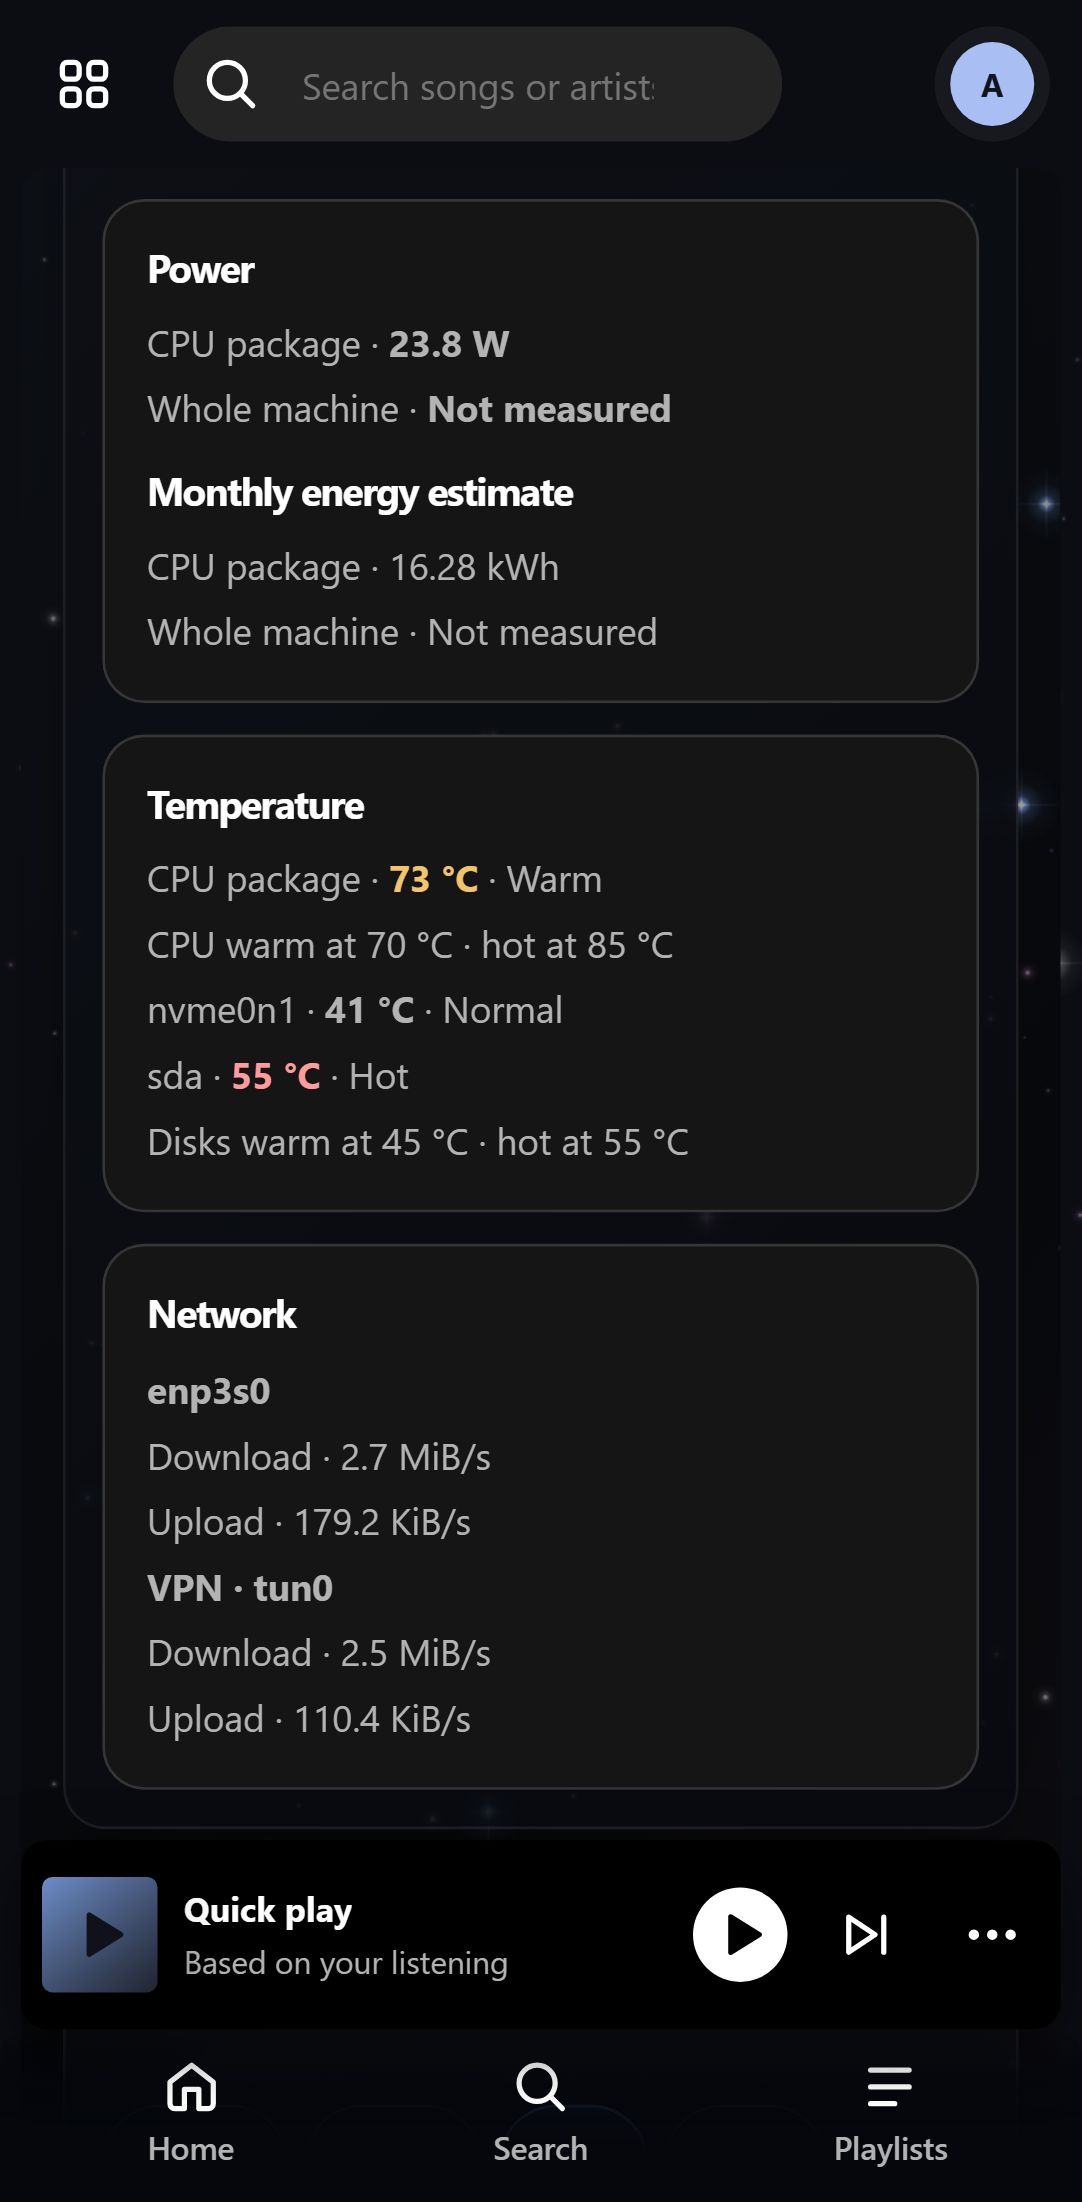 Search songs or artists
A
Power
CPU package · 23.8 W
Whole machine · Not measured
Monthly energy estimate
CPU package · 16.28 kWh
Whole machine · Not measured
Temperature
CPU package · 73 °C · Warm
CPU warm at 70 °C · hot at 85 °C
nvme0n1 · 41 °C · Normal
sda · 55 °C · Hot
Disks warm at 45 °C · hot at 55 °C
Network
enp3s0
Download · 2.7 MiB/s
Upload · 179.2 KiB/s
VPN · tun0
Download · 2.5 MiB/s
Upload · 110.4 KiB/s
Quick play
Based on your listening
Home
Search
Playlists